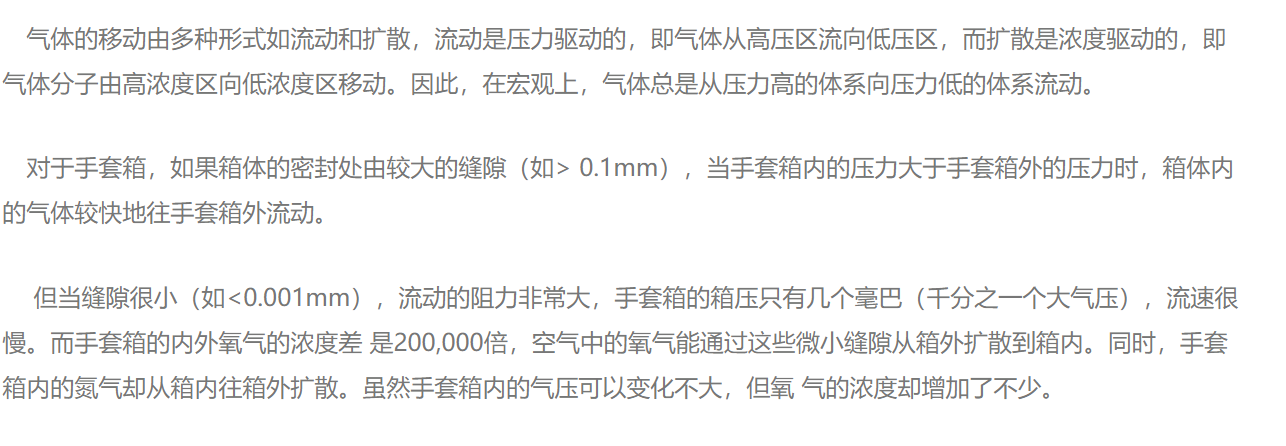 气体的移动由多种形式如流动和扩散，流动是压力驱动的，即气体从高压区流向低压区，而扩散是浓度驱动的，即
气体分子由高浓度区向低浓度区移动。因此，在宏观上，气体总是从压力高的体系向压力低的体系流动。
对于手套箱，如果箱体的密封处由较大的缝隙（如> 0.1mm），当手套箱内的压力大于手套箱外的压力时，箱体内
的气体较快地往手套箱外流动。
但当缝隙很小（如<0.001mm），流动的阻力非常大，手套箱的箱压只有几个毫巴（千分之一个大气压），流速很
慢。而手套箱的内外氧气的浓度差 是200,000倍，空气中的氧气能通过这些微小缝隙从箱外扩散到箱内。同时，手套
箱内的氮气却从箱内往箱外扩散。虽然手套箱内的气压可以变化不大，但氧 气的浓度却增加了不少。